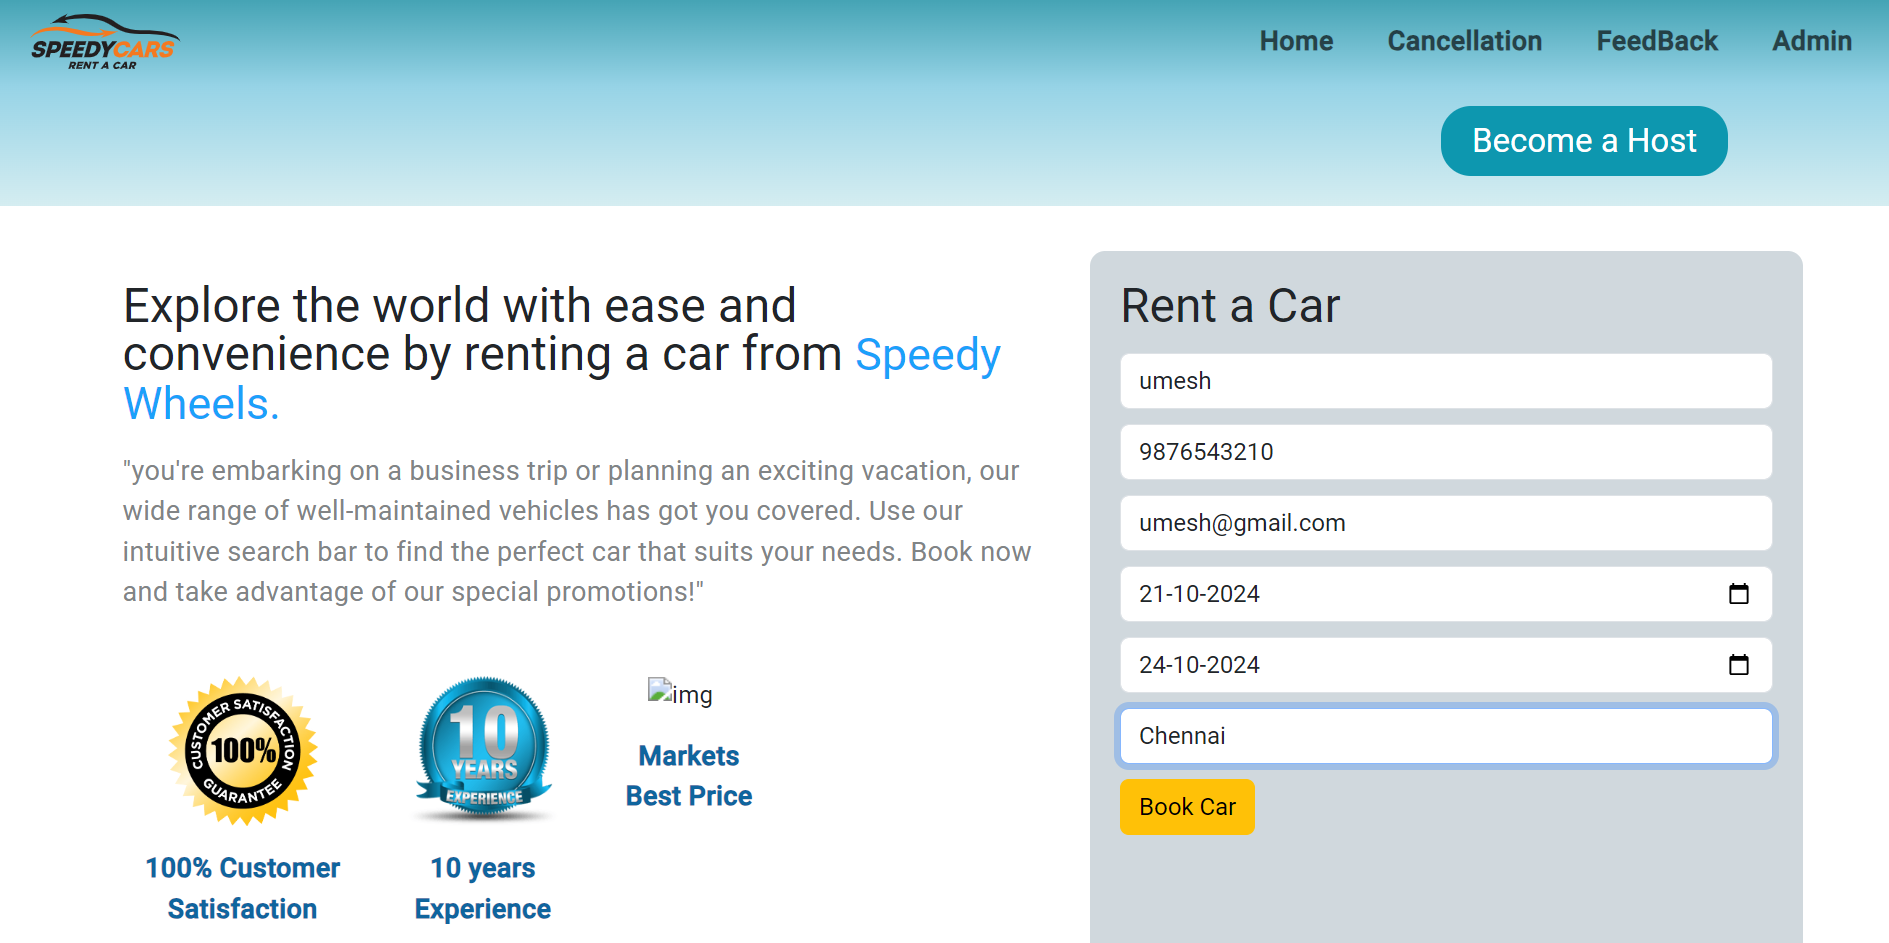 SPEEDYCARS
RENT A CAR
Home Cancellation FeedBack Admin
Become a Host
Explore the world with ease and
convenience by renting a car from Speedy
Wheels.
"you're embarking on a business trip or planning an exciting vacation, our
wide range of well-maintained vehicles has got you covered. Use our
intuitive search bar to find the perfect car that suits your needs. Book now
and take advantage of our special promotions!"
CUSTOMER SATISFACTION
100%
GUARANTEE
100% Customer
Satisfaction
10
YEARS
EXPERIENCE
10 years
Experience
img
Markets
Best Price
Rent a Car
umesh
9876543210
umesh@gmail.com
21-10-2024
24-10-2024
Chennai
Book Car